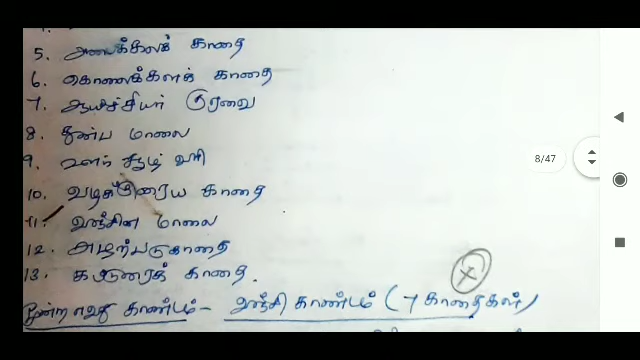 5. அடைக்கலக் காதை
6. கொலைக்களக் காதை
7. ஆய்ச்சியர் குரவை
8. துன்ப மாலை
9. ஊர் சூழ் வரி
10. வழக்குரைய காதை
11. வஞ்சின மாலை
12. அழற்படுகாதை
13. கட்டுரைக் காதை.
மூன்றாவது காண்டம் - வஞ்சி காண்டம் (7 காதைகள்)
8/47